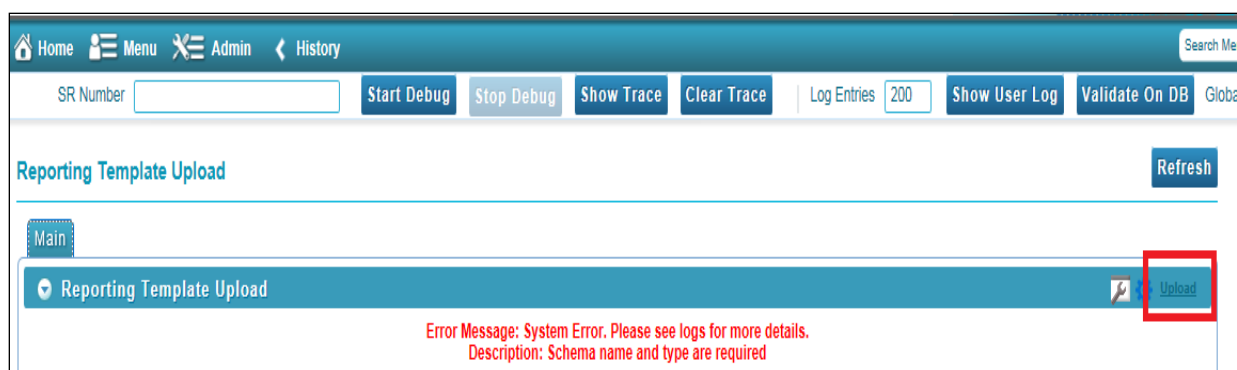 Home Menu Admin History Search Me
SR Number Start Debug Stop Debug Show Trace Clear Trace Log Entries 200 Show User Log Validate On DB Globa
Reporting Template Upload Refresh
Main
Reporting Template Upload Upload
Error Message: System Error. Please see logs for more details.
Description: Schema name and type are required